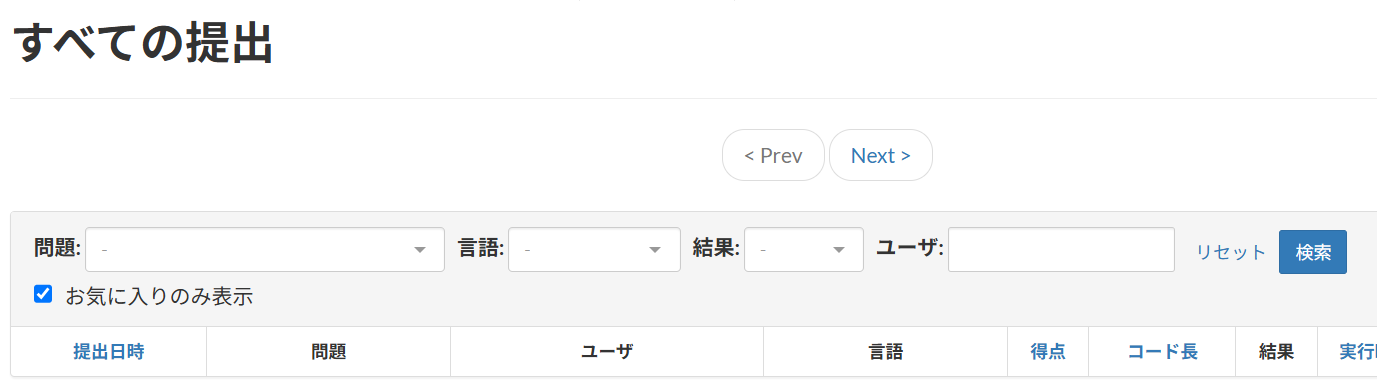 すべての提出
< Prev Next >
問題: - 言語: - 結果: - ユーザ: リセット 検索
お気に入りのみ表示
提出日時 問題 ユーザ 言語 得点 コード長 結果 実行